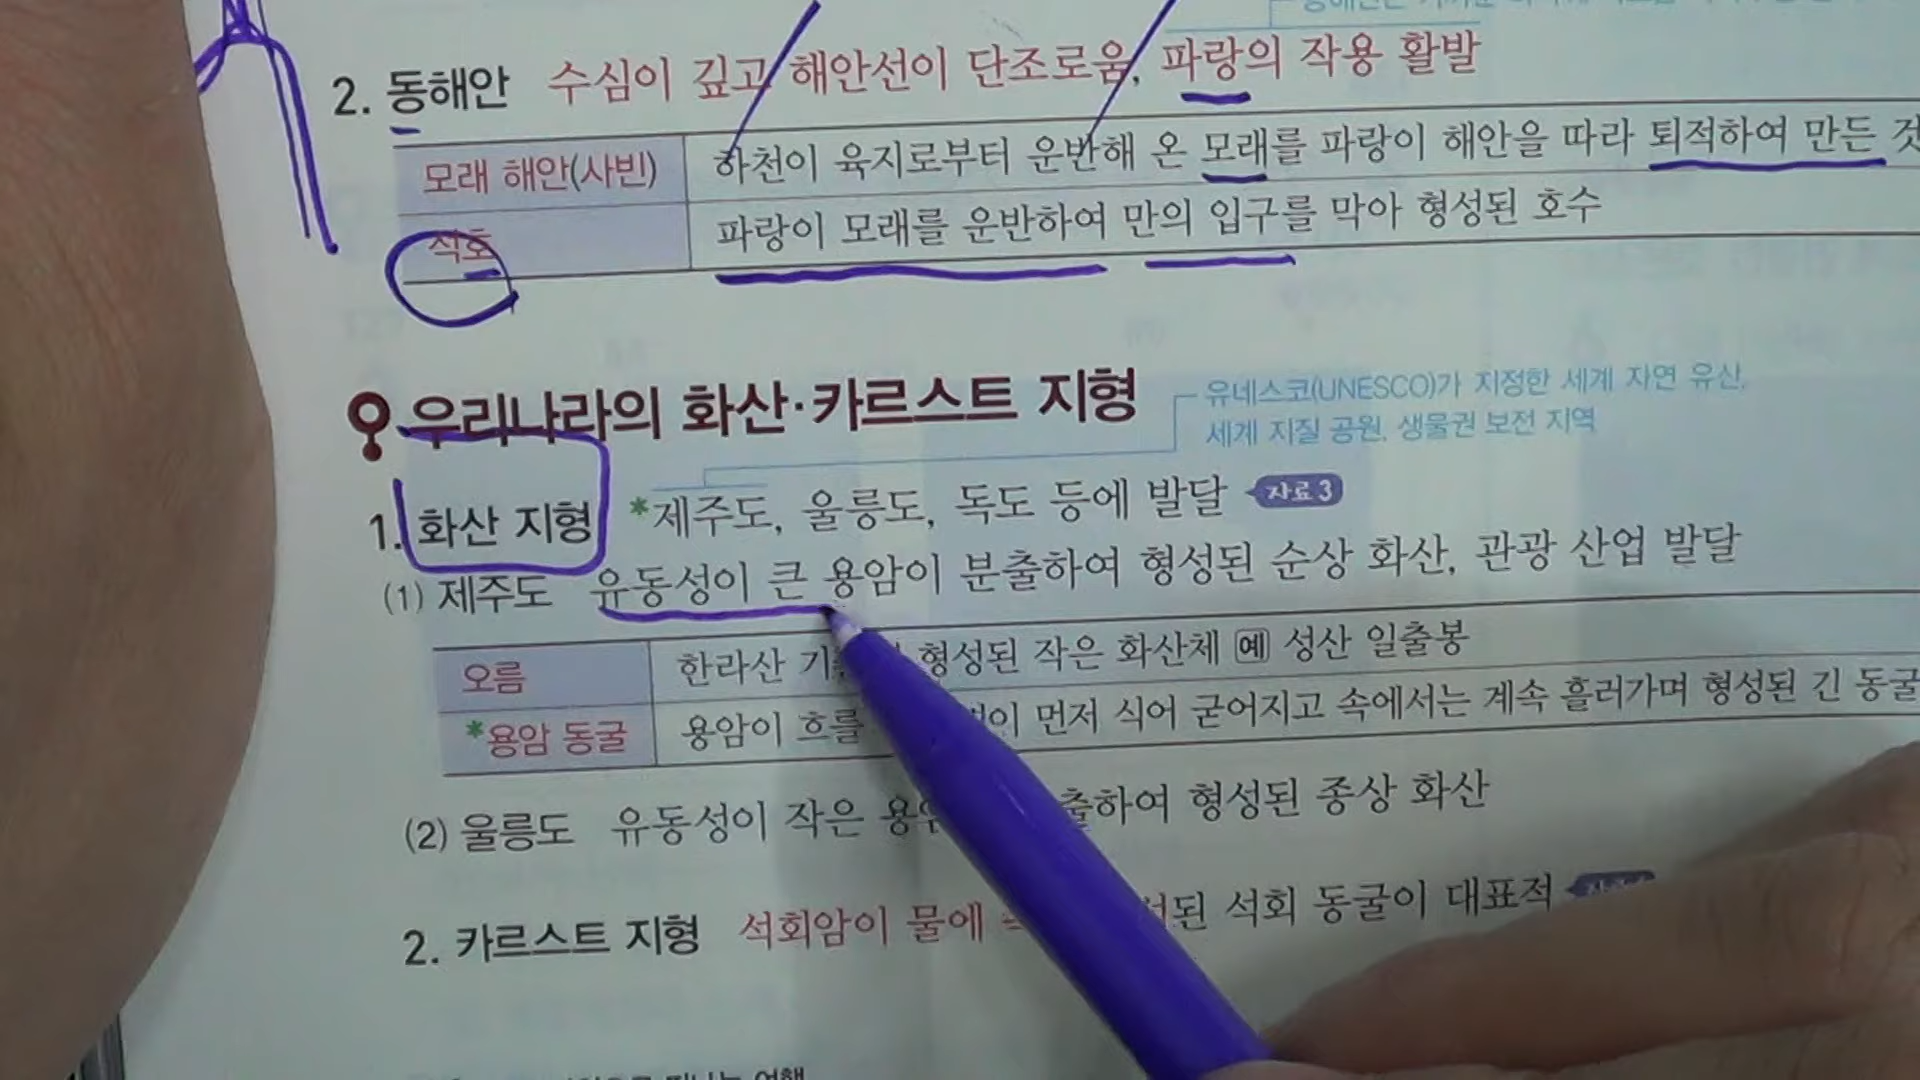 2. 동해안 수심이 깊고 해안선이 단조로움, 파랑의 작용 활발
모래 해안(사빈) 하천이 육지로부터 운반해 온 모래를 파랑이 해안을 따라 퇴적하여 만든 것
석호 파랑이 모래를 운반하여 만의 입구를 막아 형성된 호수
우리나라의 화산·카르스트 지형
유네스코(UNESCO)가 지정한 세계 자연 유산,
세계 지질 공원, 생물권 보전 지역
1. 화산 지형 *제주도, 울릉도, 독도 등에 발달 자료 3
(1) 제주도 유동성이 큰 용암이 분출하여 형성된 순상 화산, 관광 산업 발달
오름 한라산 형성된 작은 화산체 예 성산 일출봉
*용암 동굴 용암이 흐를 먼저 식어 굳어지고 속에서는 계속 흘러가며 형성된 긴 동굴
(2) 울릉도 유동성이 작은 형성된 종상 화산
2. 카르스트 지형 석회암이 물에 석회 동굴이 대표적